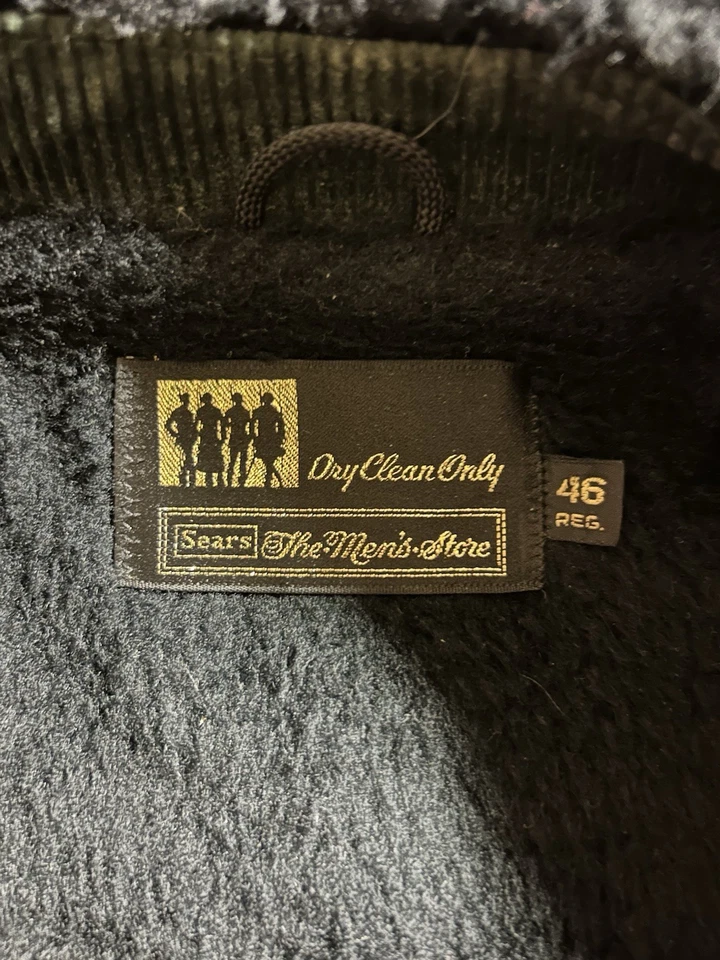 Dry Clean Only
Sears The Men's Store
46
REG.